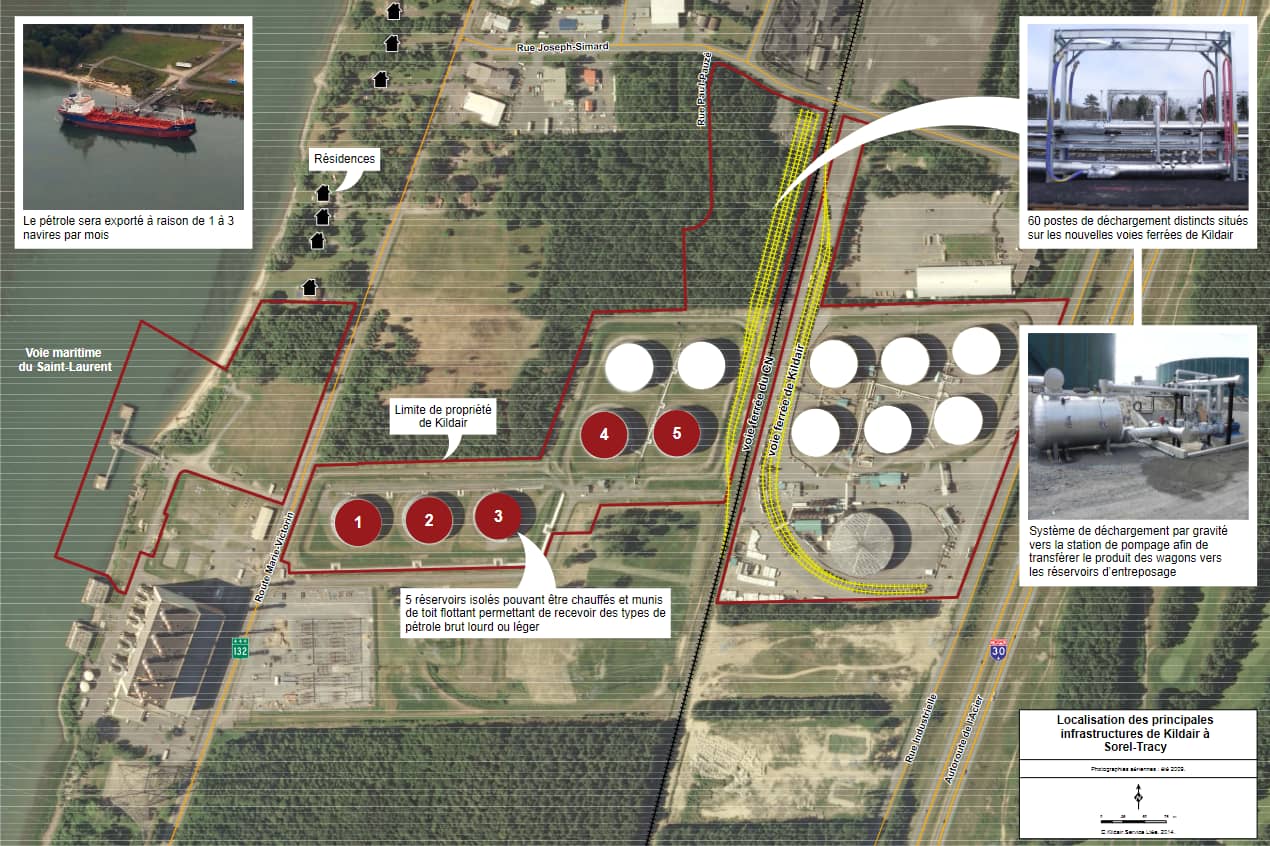 Rue Joseph-Simard
Rue Paul-Pauzé
Résidences
Le pétrole sera exporté à raison de 1 à 3
navires par mois
60 postes de déchargement distincts situés
sur les nouvelles voies ferrées de Kildair
Voie maritime
du Saint-Laurent
Limite de propriété
de Kildair
voie ferrée du CN
voie ferrée de Kildair
4
5
1
2
3
Route Marie-Victorin
Système de déchargement par gravité
vers la station de pompage afin de
transférer le produit des wagons vers
les réservoirs d'entreposage
5 réservoirs isolés pouvant être chauffés et munis
de toit flottant permettant de recevoir des types de
pétrole brut lourd ou léger
132
30
Rue Industrielle
Autoroute de l'Acier
Localisation des principales
infrastructures de Kildair à
Sorel-Tracy
Photographies aériennes : été 2009.
© Kildair Service Ltée, 2014.